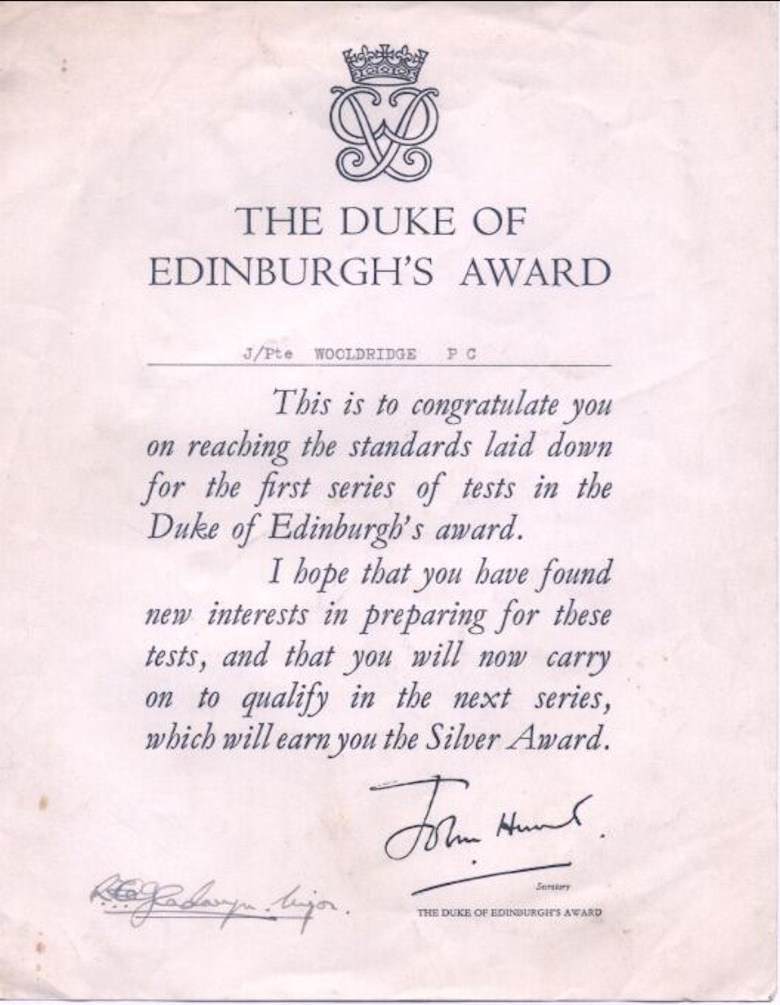 THE DUKE OF
EDINBURGH'S AWARD
J/Pte WOOLDRIDGE P C
This is to congratulate you
on reaching the standards laid down
for the first series of tests in the
Duke of Edinburgh's award.
I hope that you have found
new interests in preparing for these
tests, and that you will now carry
on to qualify in the next series,
which will earn you the Silver Award.
John Hunt.
Secretary
Major.
THE DUKE OF EDINBURGH'S AWARD